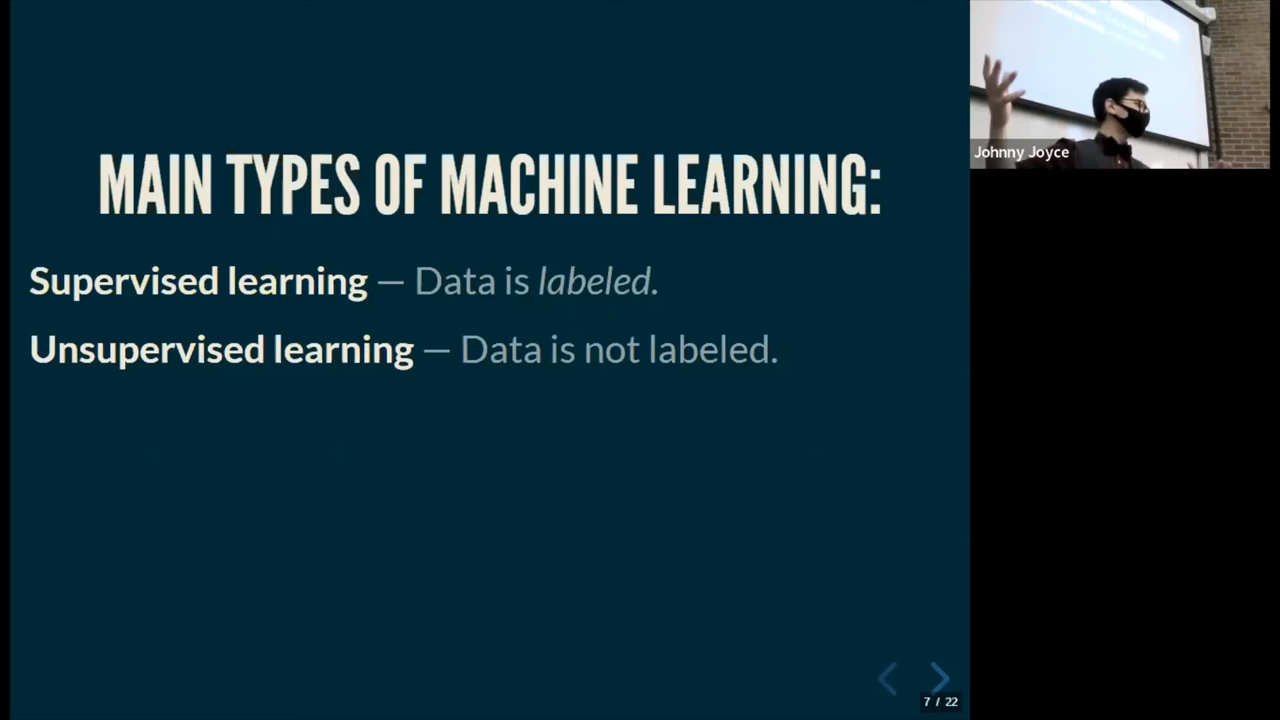 MAIN TYPES OF MACHINE LEARNING:
Supervised learning — Data is labeled.
Unsupervised learning — Data is not labeled.
7 / 22
Johnny Joyce